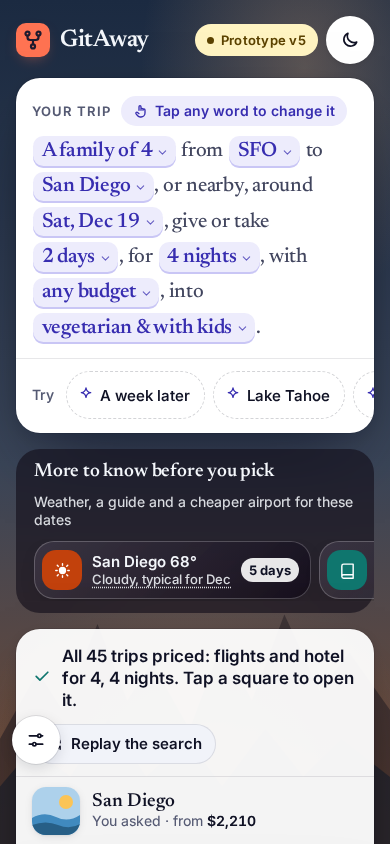 GitAway
Prototype v5
YOUR TRIP
Tap any word to change it
A family of 4 from SFO to
San Diego, or nearby, around
Sat, Dec 19, give or take
2 days, for 4 nights, with
any budget, into
vegetarian & with kids.
Try
A week later
Lake Tahoe
More to know before you pick
Weather, a guide and a cheaper airport for these
dates
San Diego 68°
Cloudy, typical for Dec
5 days
All 45 trips priced: flights and hotel
for 4, 4 nights. Tap a square to open
it.
Replay the search
San Diego
You asked · from $2,210